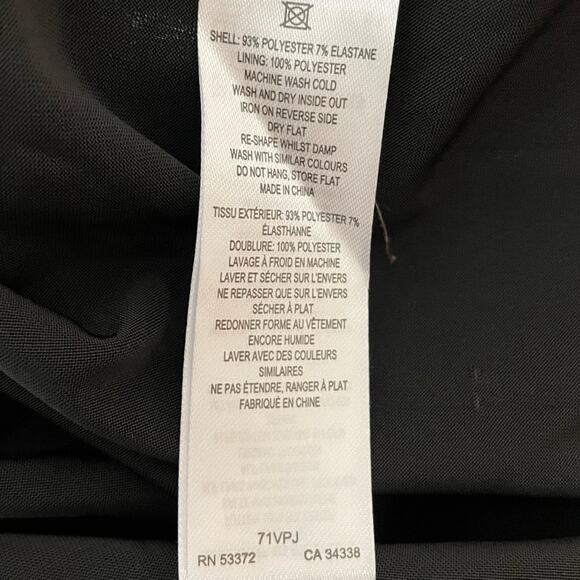 SHELL: 93% POLYESTER 7% ELASTANE
LINING: 100% POLYESTER
MACHINE WASH COLD
WASH AND DRY INSIDE OUT
IRON ON REVERSE SIDE
DRY FLAT
RE-SHAPE WHILST DAMP
WASH WITH SIMILAR COLOURS
DO NOT HANG, STORE FLAT
MADE IN CHINA
TISSU EXTÉRIEUR: 93% POLYESTER 7%
ÉLASTHANNE
DOUBLURE: 100% POLYESTER
LAVAGE À FROID EN MACHINE
LAVER ET SÉCHER SUR L'ENVERS
NE REPASSER QUE SUR L'ENVERS
SÉCHER À PLAT
REDONNER FORME AU VÊTEMENT
ENCORE HUMIDE
LAVER AVEC DES COULEURS
SIMILAIRES
NE PAS ÉTENDRE, RANGER À PLAT
FABRIQUÉ EN CHINE
71VPJ
RN 53372 CA 34338